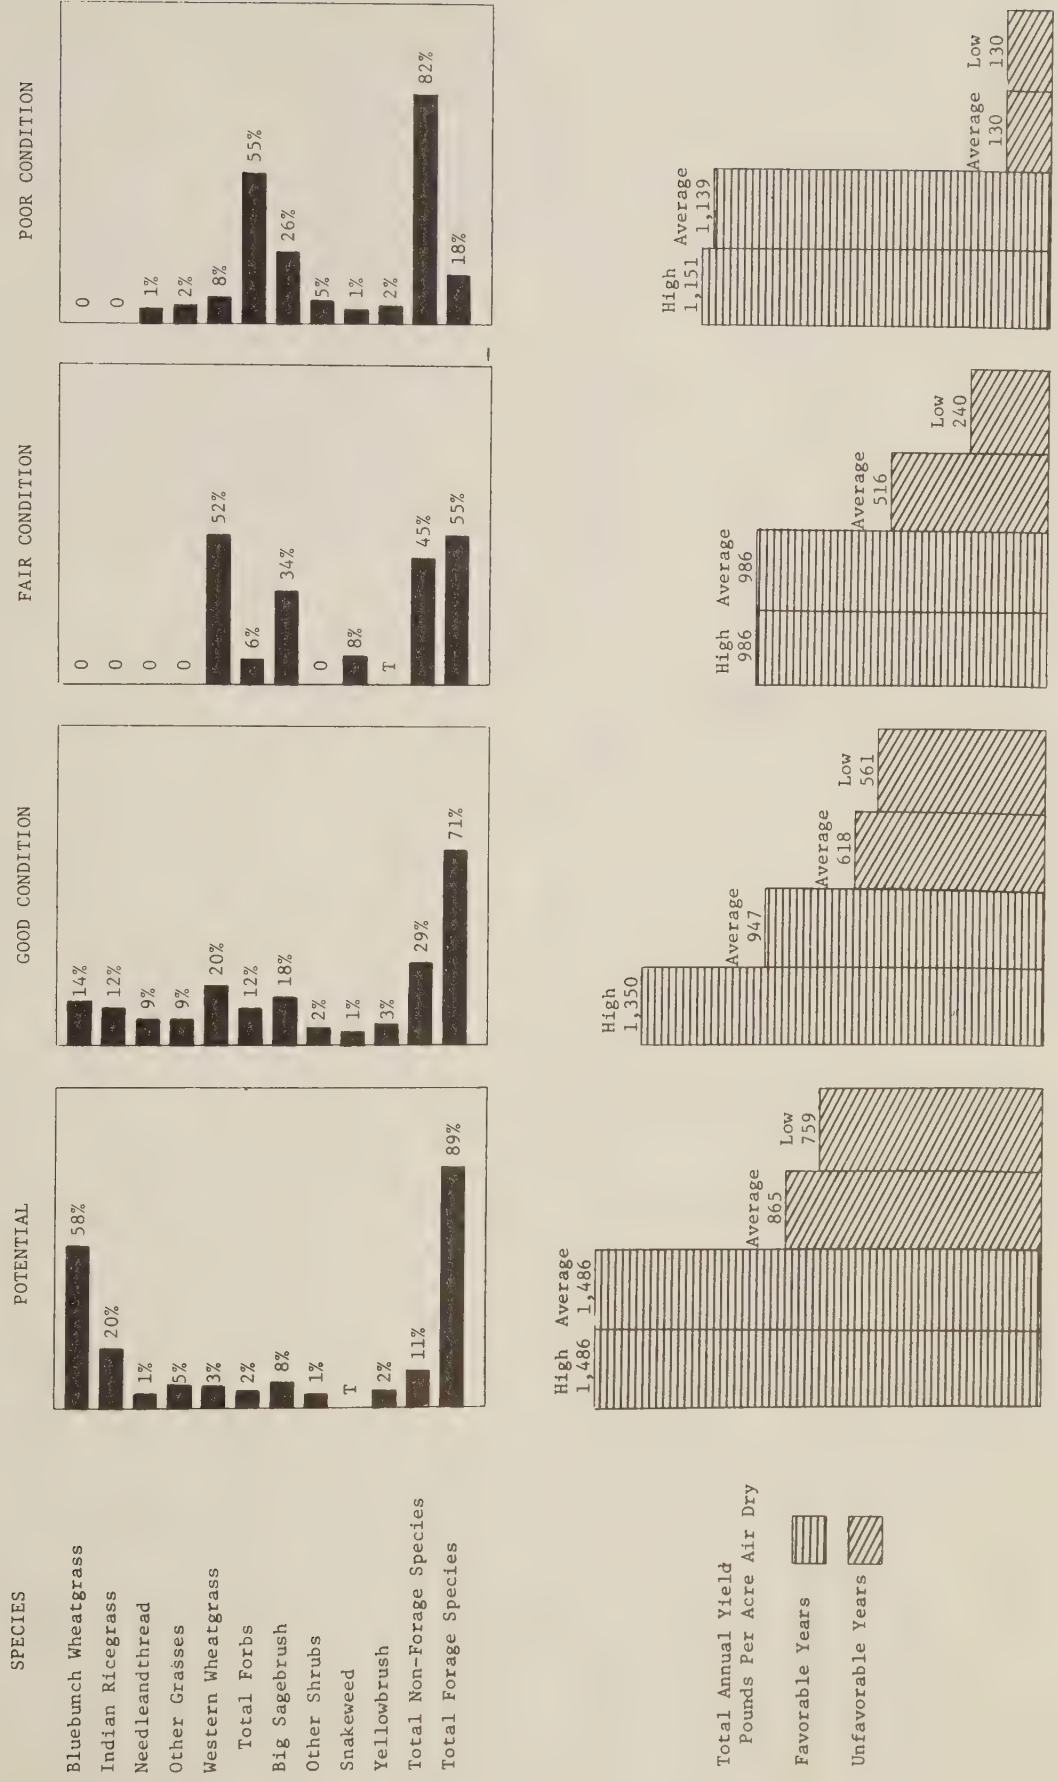 SPECIES
POTENTIAL
GOOD CONDITION
FAIR CONDITION
POOR CONDITION
Bluebunch Wheatgrass
58%
14%
0
0
Indian Ricegrass
20%
12%
0
0
Needleandthread
1%
9%
0
1%
Other Grasses
5%
9%
0
2%
Western Wheatgrass
3%
20%
52%
8%
Total Forbs
2%
12%
6%
55%
Big Sagebrush
8%
18%
34%
26%
Other Shrubs
1%
2%
0
5%
Snakeweed
T
1%
8%
1%
Yellowbrush
2%
3%
T
2%
Total Non-Forage Species
11%
29%
45%
82%
Total Forage Species
89%
71%
55%
18%
Total Annual Yield
Pounds Per Acre Air Dry
Favorable Years
Unfavorable Years
High
1,486
Average
1,486
Average
865
Low
759
High
1,350
Average
947
Average
618
Low
561
High
986
Average
986
Average
516
Low
240
High
1,151
Average
1,139
Average
130
Low
130